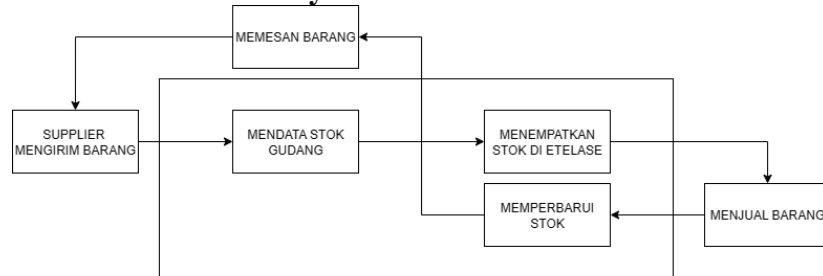 MEMESAN BARANG
SUPPLIER
MENGIRIM BARANG
MENDATA STOK
GUDANG
MENEMPATKAN
STOK DI ETELASE
MEMPERBARUI
STOK
MENJUAL BARANG